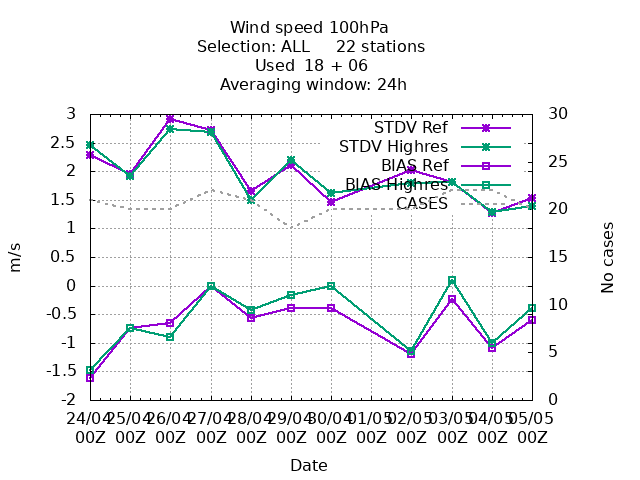 Wind speed 100hPa
Selection: ALL 22 stations
Used 18 + 06
Averaging window: 24h
STDV Ref
STDV Highres
BIAS Ref
BIAS Highres
CASES
m/s
3
2.5
2
1.5
1
0.5
0
-0.5
-1
-1.5
-2
30
25
20
15
10
5
0
No cases
24/04 25/04 26/04 27/04 28/04 29/04 30/04 01/05 02/05 03/05 04/05 05/05
00Z 00Z 00Z 00Z 00Z 00Z 00Z 00Z 00Z 00Z 00Z 00Z
Date